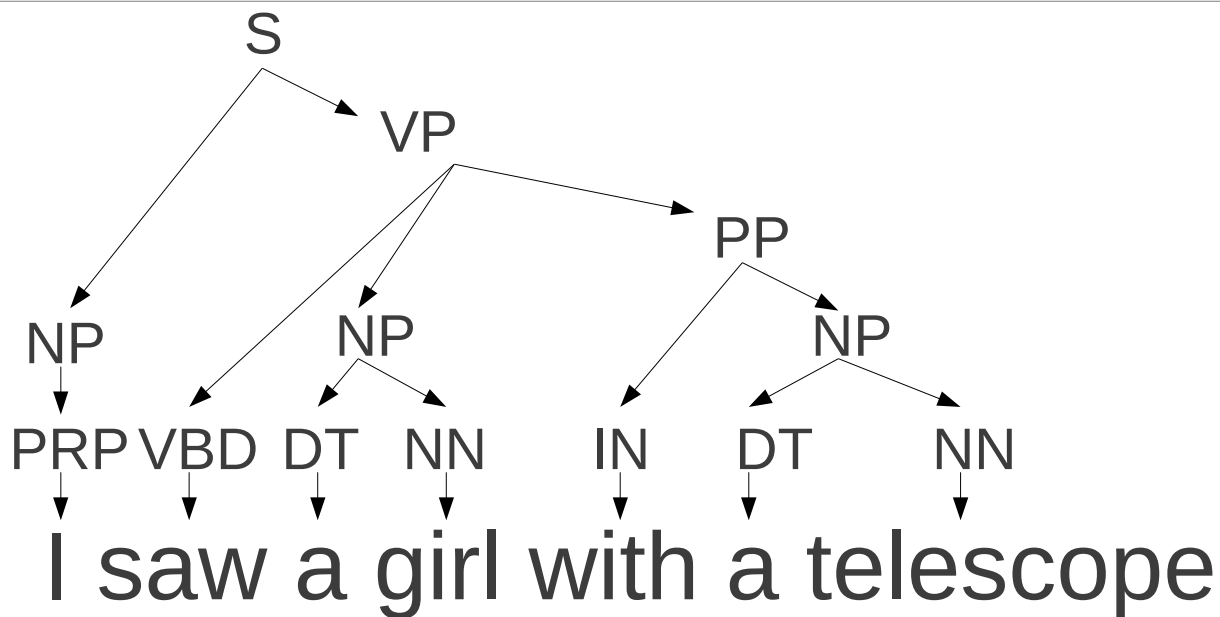 S
VP
PP
NP NP NP
PRP VBD DT NN IN DT NN
I saw a girl with a telescope